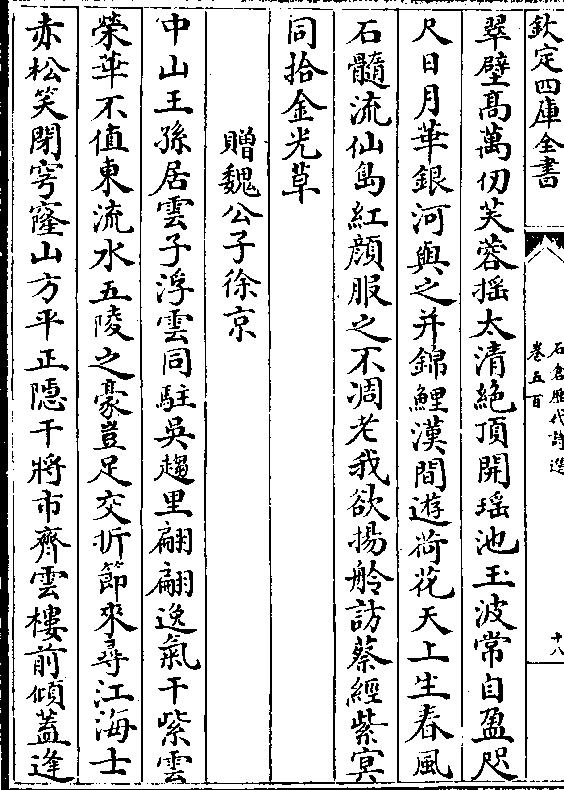 欽定四庫全書
石倉歷代詩選
卷五百
十八
翠壁髙萬仞芙蓉揺太清絶頂開瑶池玉波常自盈咫
尺日月華銀河與之并錦鯉漢間遊荷花天上生春風
石髓流仙島紅顔服之不凋老我欲揚舲訪蔡經紫㝠
同拾金光草
贈魏公子徐京
中山王孫居雲子浮雲同駐吳趨里翩翩逸氣干紫雲
榮華不值東流水五陵之豪豈足交折節來尋江海士
赤松笑閉穹窿山方平正隱干將市齊雲樓前傾葢逢